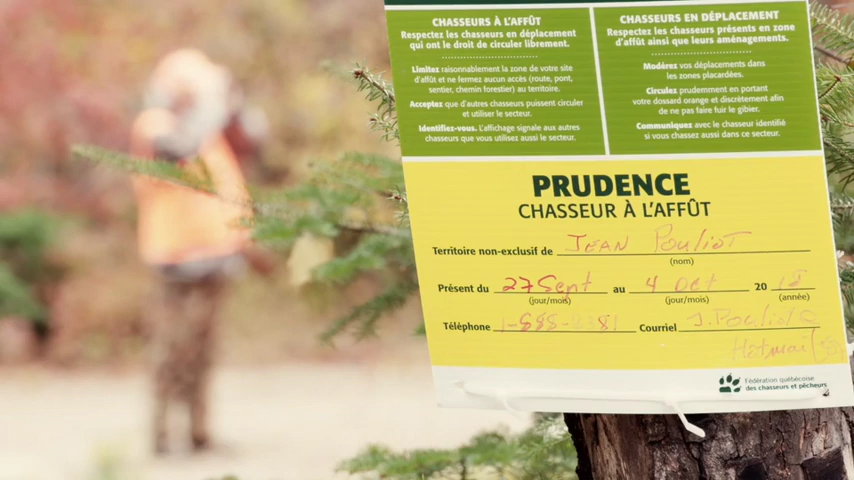 CHASSEURS À L'AFFÛT
Respectez les chasseurs en déplacement
qui ont le droit de circuler librement.
Limitez raisonnablement la zone de votre site
d'affût et ne fermez aucun accès (route, pont,
sentier, chemin forestier) au territoire.
Acceptez que d'autres chasseurs puissent circuler
et utiliser le secteur.
Identifiez-vous. L'affichage signale aux autres
chasseurs que vous utilisez aussi le secteur.
CHASSEURS EN DÉPLACEMENT
Respectez les chasseurs présents en zone
d'affût ainsi que leurs aménagements.
Modérez vos déplacements dans
les zones placardées.
Circulez prudemment en portant
votre dossard orange et discrètement afin
de ne pas faire fuir le gibier.
Communiquez avec le chasseur identifié
si vous chassez aussi dans ce secteur.
PRUDENCE
CHASSEUR À L'AFFÛT
Territoire non-exclusif de JEAN Pouliot
(nom)
Présent du 27 Sept au 4 Oct 20
(jour/mois) (jour/mois) (année)
Téléphone Courriel J.Pouliot@
Hotmail
Fédération québécoise
des chasseurs et pêcheurs